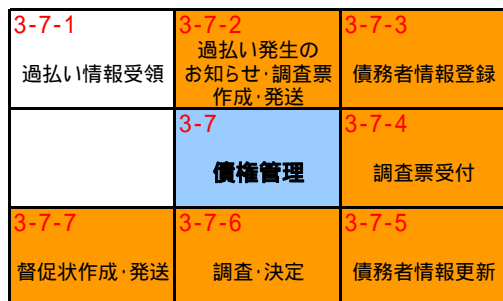 3-7-1
過払い情報受領
3-7-2
過払い発生の
お知らせ･調査票
作成･発送
3-7-3
債務者情報登録
3-7
債権管理
3-7-4
調査票受付
3-7-7
督促状作成･発送
3-7-6
調査･決定
3-7-5
債務者情報更新